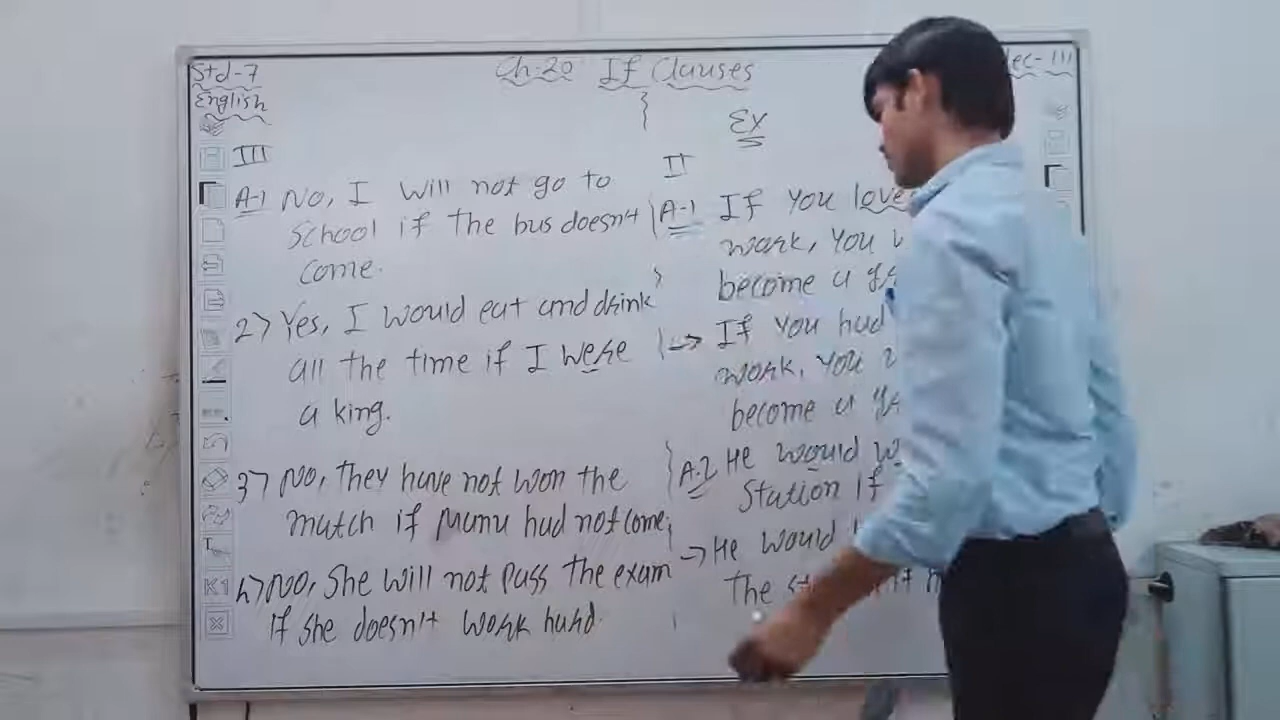 Std-7
English
Ch-20 If Clauses
Lec-III
III
A-1 No, I will not go to
school if the bus doesn't
come.
2> Yes, I would eat and drink
all the time if I were
a king.
3> No, they have not won the
match if Mumu had not come.
4> No, She will not pass the exam
if she doesn't work hard.
Ex
II
A-1 If you love
work, you
become a
-> If you had
work, you
become a
A-2 He would
Station if
-> He would
The